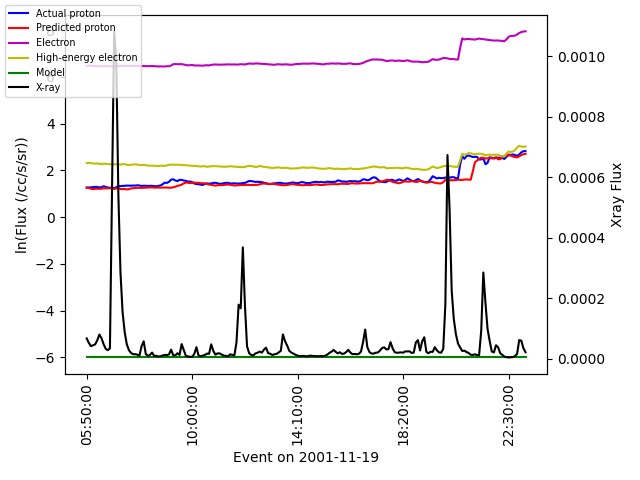 Actual proton
Predicted proton
Electron
High-energy electron
Model
X-ray
4
2
0
−2
−4
−6
ln(Flux (/cc/s/sr))
0.0010
0.0008
0.0006
0.0004
0.0002
0.0000
Xray Flux
05:50:00
10:00:00
14:10:00
18:20:00
22:30:00
Event on 2001-11-19